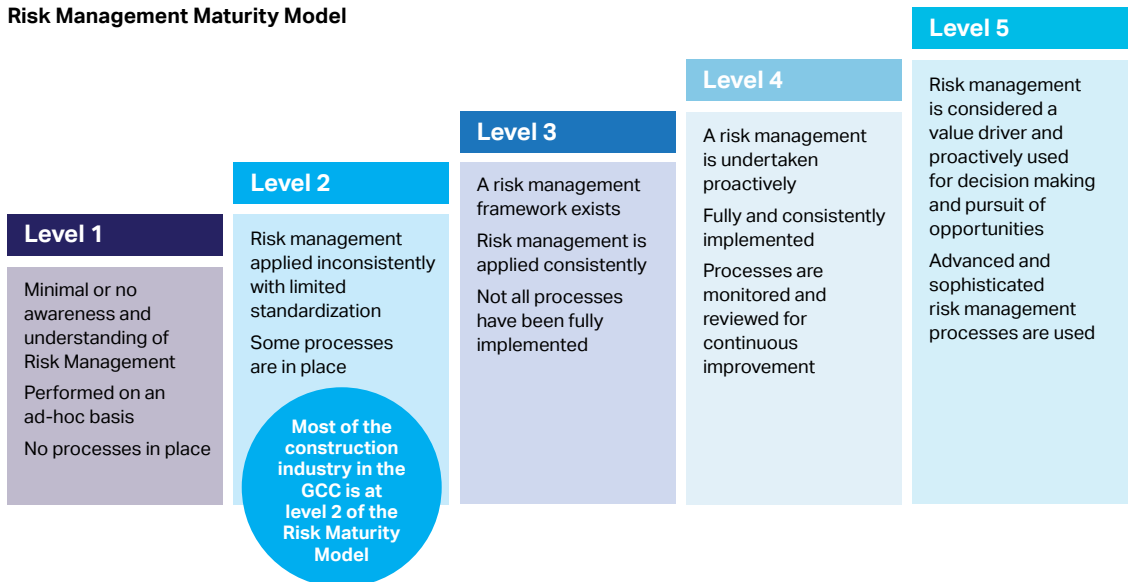 Risk Management Maturity Model
Level 1
Minimal or no
awareness and
understanding of
Risk Management
Performed on an
ad-hoc basis
No processes in place
Level 2
Risk management
applied inconsistently
with limited
standardization
Some processes
are in place
Most of the
construction
industry in the
GCC is at
level 2 of the
Risk Maturity
Model
Level 3
A risk management
framework exists
Risk management is
applied consistently
Not all processes
have been fully
implemented
Level 4
A risk management
is undertaken
proactively
Fully and consistently
implemented
Processes are
monitored and
reviewed for
continuous
improvement
Level 5
Risk management
is considered a
value driver and
proactively used
for decision making
and pursuit of
opportunities
Advanced and
sophisticated
risk management
processes are used